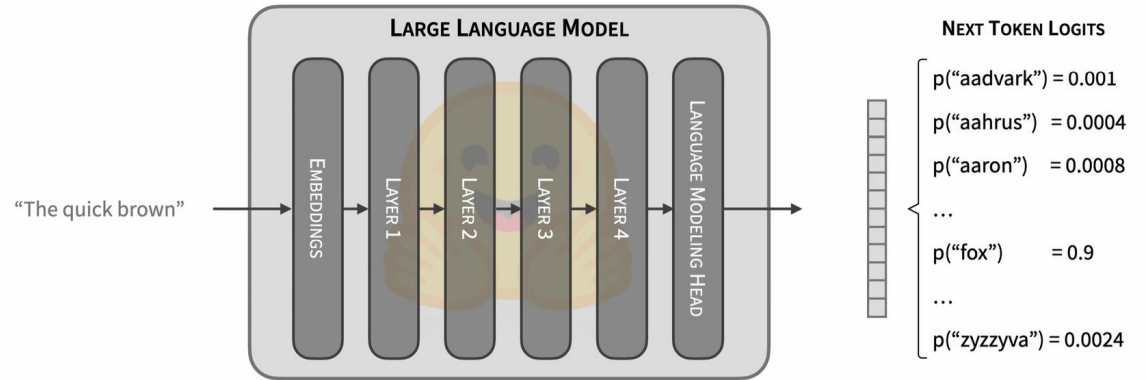 LARGE LANGUAGE MODEL
NEXT TOKEN LOGITS
“The quick brown”
EMBEDDINGS
LAYER 1
LAYER 2
LAYER 3
LAYER 4
LANGUAGE MODELING HEAD
p(“aadvark”) = 0.001
p(“aahrus”) = 0.0004
p(“aaron”) = 0.0008
...
p(“fox”) = 0.9
...
p(“zyzzyva”) = 0.0024